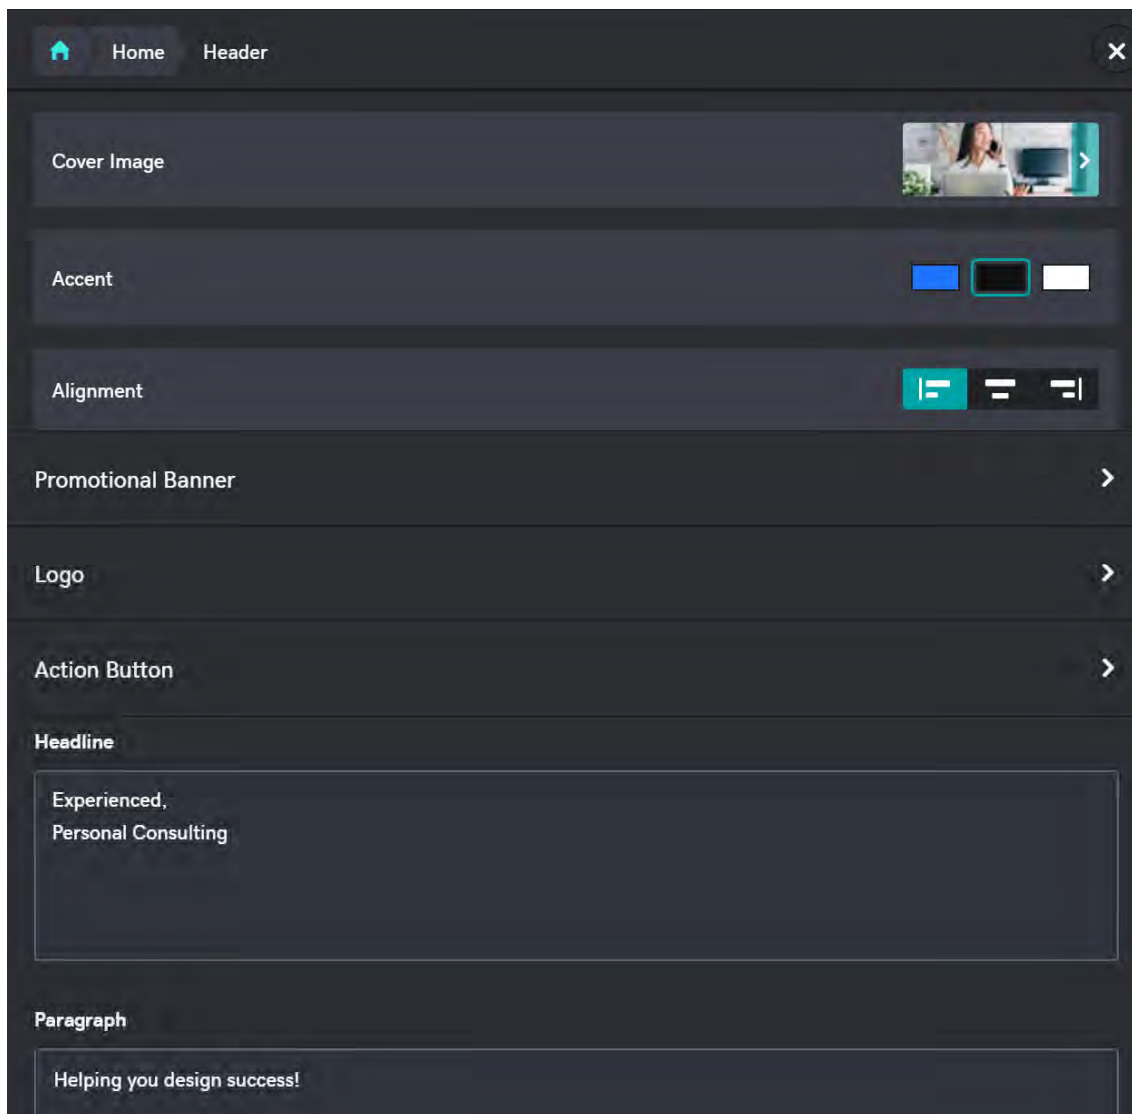 Home
Header
Cover Image
Accent
Alignment
Promotional Banner
Logo
Action Button
Headline
Experienced,
Personal Consulting
Paragraph
Helping you design success!